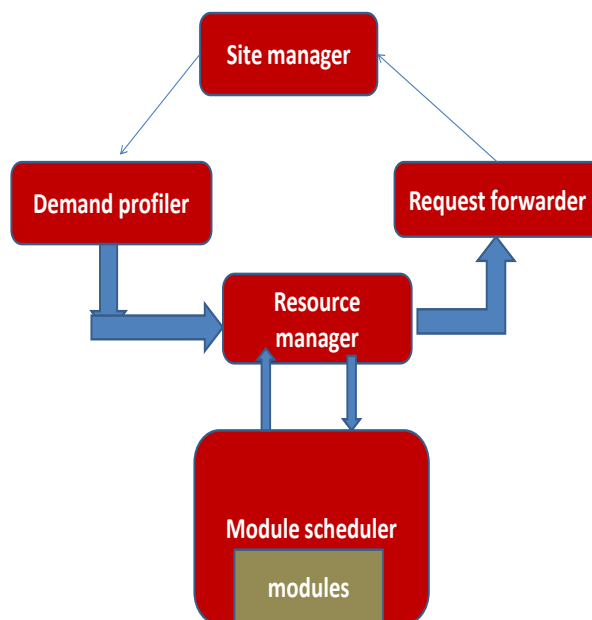 Site manager
Demand profiler
Request forwarder
Resource
manager
Module scheduler
modules